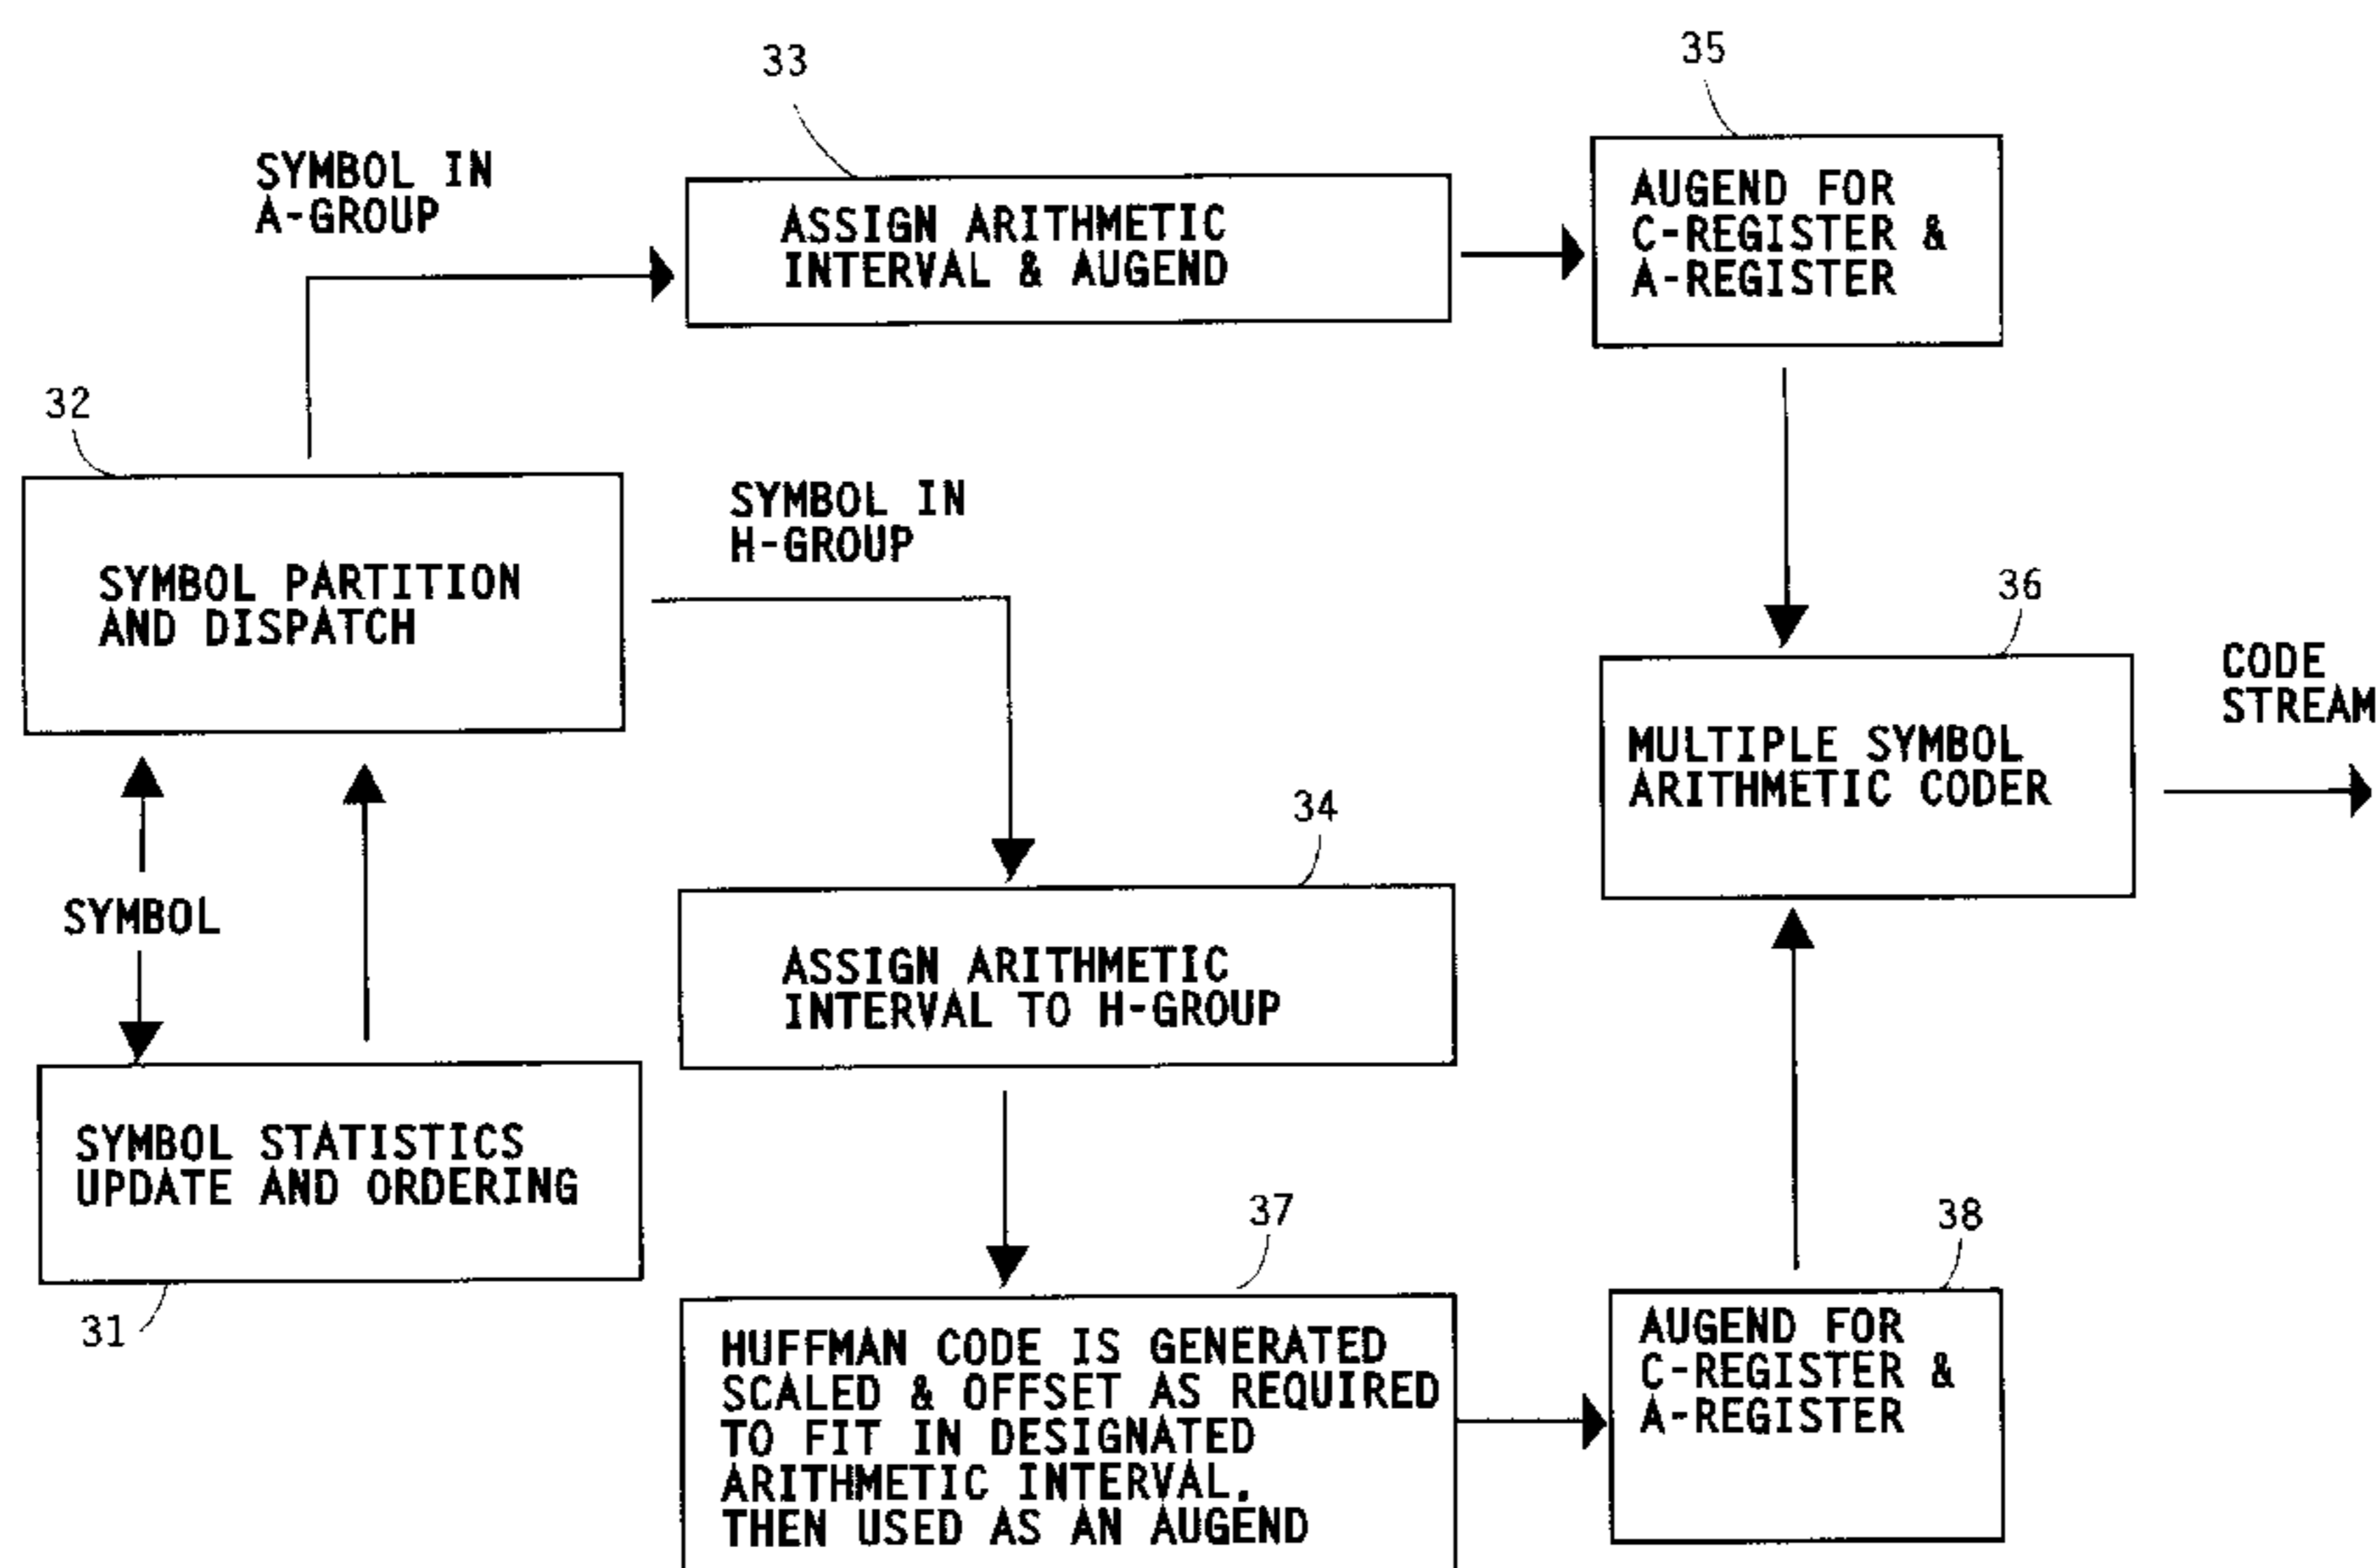 33
35
SYMBOL IN
A-GROUP
ASSIGN ARITHMETIC
INTERVAL & AUGEND
AUGEND FOR
C-REGISTER &
A-REGISTER
32
SYMBOL PARTITION
AND DISPATCH
SYMBOL IN
H-GROUP
36
MULTIPLE SYMBOL
ARITHMETIC CODER
CODE
STREAM
SYMBOL
34
ASSIGN ARITHMETIC
INTERVAL TO H-GROUP
SYMBOL STATISTICS
UPDATE AND ORDERING
31
37
HUFFMAN CODE IS GENERATED
SCALED & OFFSET AS REQUIRED
TO FIT IN DESIGNATED
ARITHMETIC INTERVAL.
THEN USED AS AN AUGEND
38
AUGEND FOR
C-REGISTER &
A-REGISTER